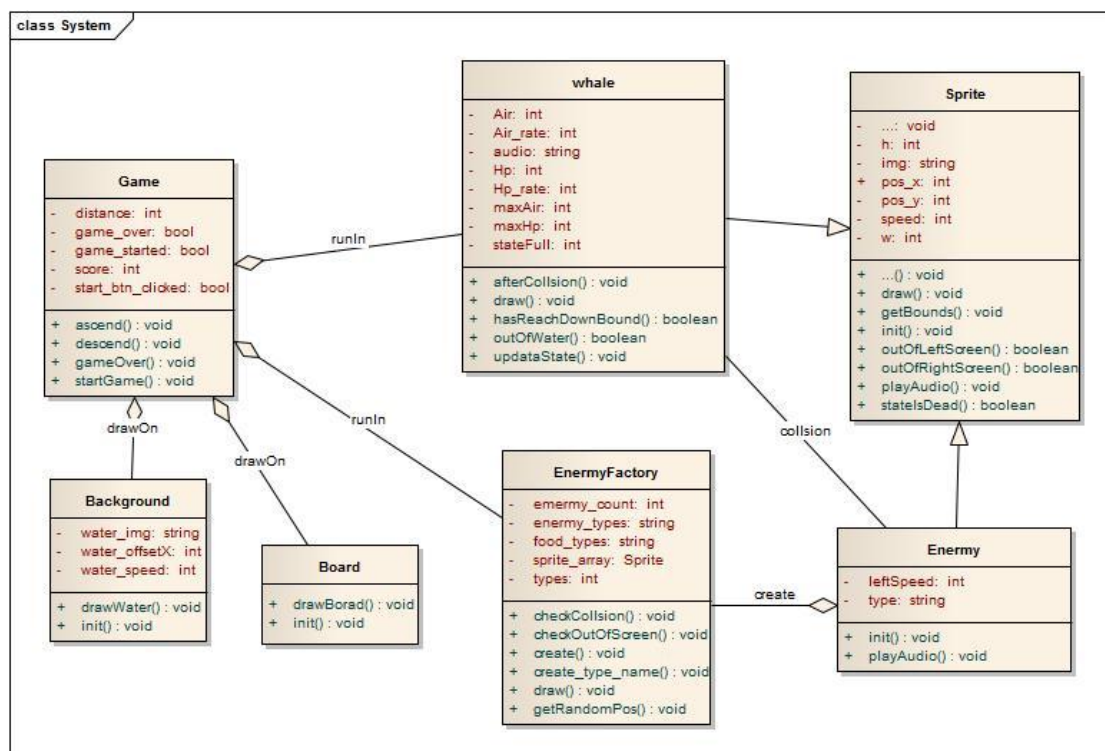 class System
whale
- Air: int
- Air_rate: int
- audio: string
- Hp: int
- Hp_rate: int
- maxAir: int
- maxHp: int
- stateFull: int
+ afterCollsion() : void
+ draw() : void
+ hasReachDownBound() : boolean
+ outOfWater() : boolean
+ updataState() : void
Sprite
- ...: void
- h: int
- img: string
+ pos_x: int
- pos_y: int
- speed: int
- w: int
+ ...() : void
+ draw() : void
+ getBounds() : void
+ init() : void
+ outOfLeftScreen() : boolean
+ outOfRightScreen() : boolean
+ playAudio() : void
+ stateIsDead() : boolean
Game
- distance: int
- game_over: bool
- game_started: bool
- score: int
- start_btn_clicked: bool
+ ascend() : void
+ descend() : void
+ gameOver() : void
+ startGame() : void
runIn
runIn
drawOn
drawOn
collsion
create
Background
- water_img: string
- water_offsetX: int
- water_speed: int
+ drawWater() : void
+ init() : void
Board
+ drawBorad() : void
+ init() : void
EnermyFactory
- emermy_count: int
- enermy_types: string
- food_types: string
- sprite_array: Sprite
- types: int
+ checkCollsion() : void
+ checkOutOfScreen() : void
+ create() : void
+ create_type_name() : void
+ draw() : void
+ getRandomPos() : void
Enermy
- leftSpeed: int
- type: string
+ init() : void
+ playAudio() : void